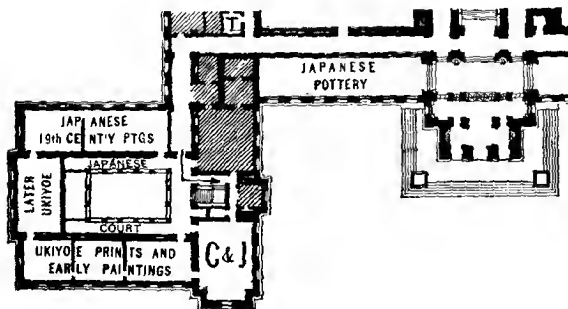 T
JAPANESE
POTTERY
JAPANESE
19th CENT'Y PTGS
JAPANESE
LATER
UKIYOE
COURT
UKIYOE PRINTS AND
EARLY PAINTINGS
C & J